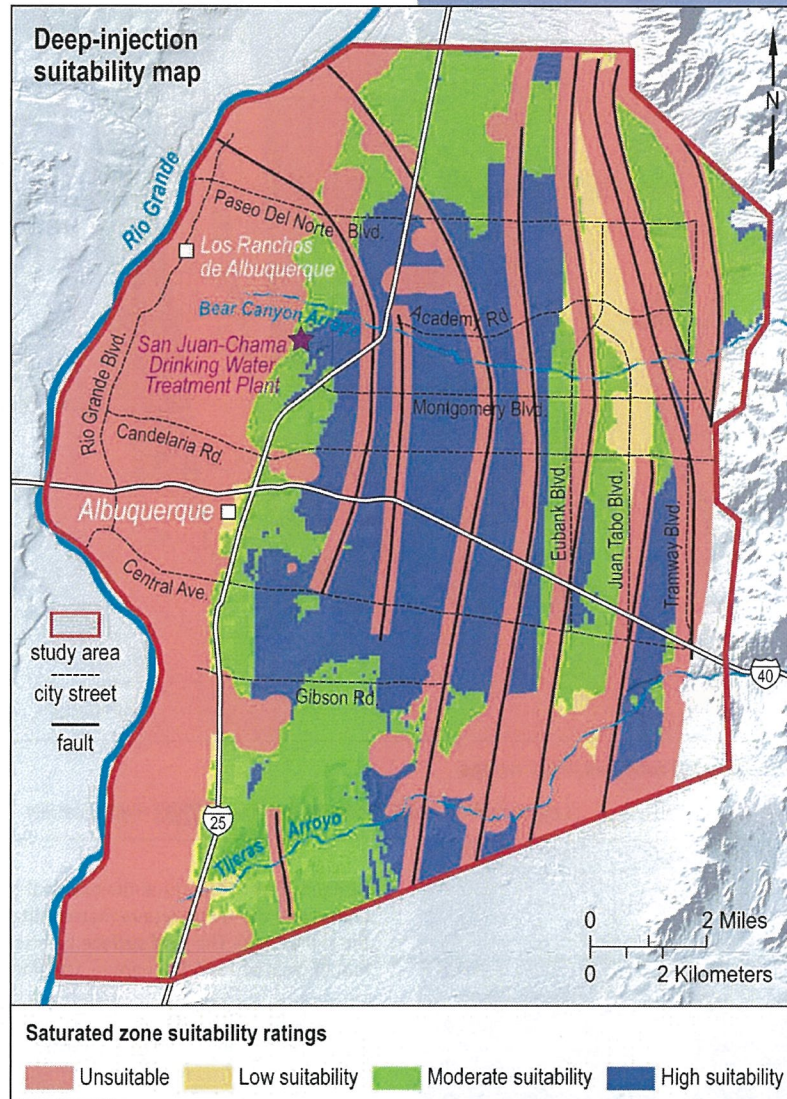 Deep-injection
suitability map
N
Rio Grande
Paseo Del Norte Blvd.
Los Ranchos
de Albuquerque
Bear Canyon Arroyo
Academy Rd.
San Juan-Chama
Drinking Water
Treatment Plant
Rio Grande Blvd.
Montgomery Blvd.
Candelaria Rd.
Albuquerque
Eubank Blvd.
Juan Tabo Blvd.
Tramway Blvd.
Central Ave.
study area
city street
fault
Gibson Rd.
40
25
Tijeras Arroyo
0 2 Miles
0 2 Kilometers
Saturated zone suitability ratings
Unsuitable Low suitability Moderate suitability High suitability